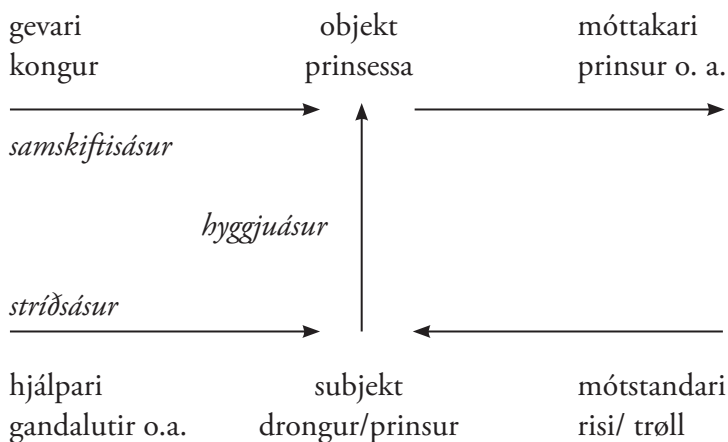 gevari objekt móttakari
kongur prinsessa prinsur o. a.
samskiftisásur
hyggjuásur
stríðsásur
hjálpari subjekt mótstandari
gandalutir o.a. drongur/prinsur risi/ trøll